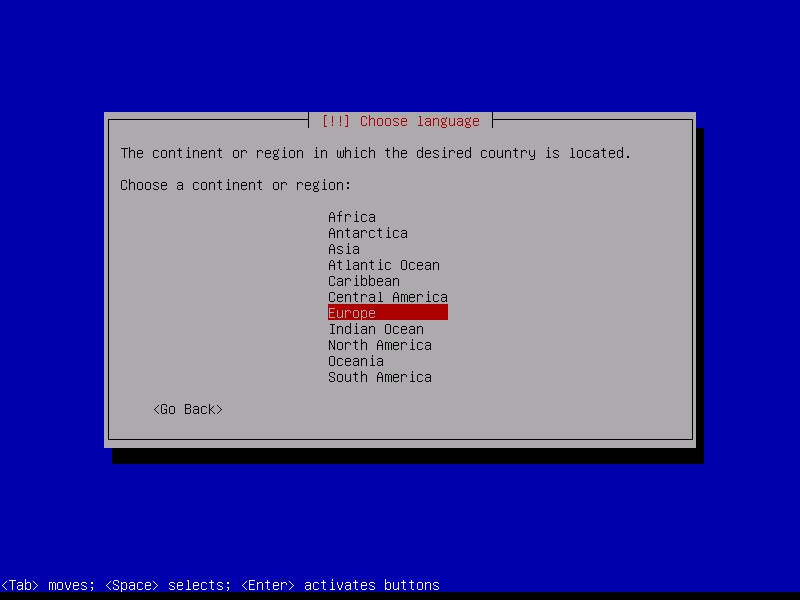 [!!] Choose language
The continent or region in which the desired country is located.
Choose a continent or region:
Africa
Antarctica
Asia
Atlantic Ocean
Caribbean
Central America
Europe
Indian Ocean
North America
Oceania
South America
<Go Back>
<Tab> moves; <Space> selects; <Enter> activates buttons